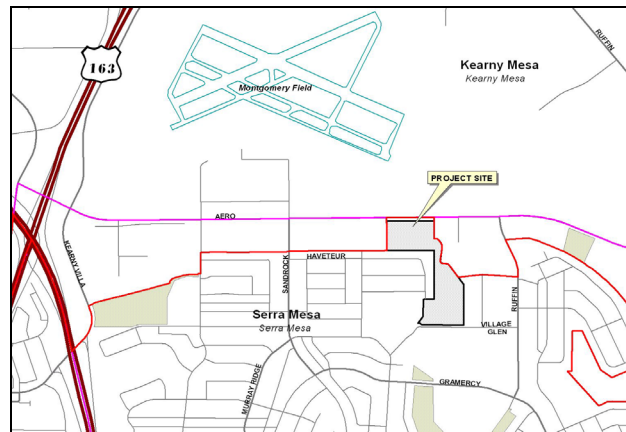 RUFFIN
Kearny Mesa
Kearny Mesa
163
Montgomery Field
PROJECT SITE
AERO
KEARNY VILLA
SANDROCK
HAVETEUR
RUFFIN
Serra Mesa
Serra Mesa
VILLAGE
GLEN
MURRAY RIDGE
GRAMERCY